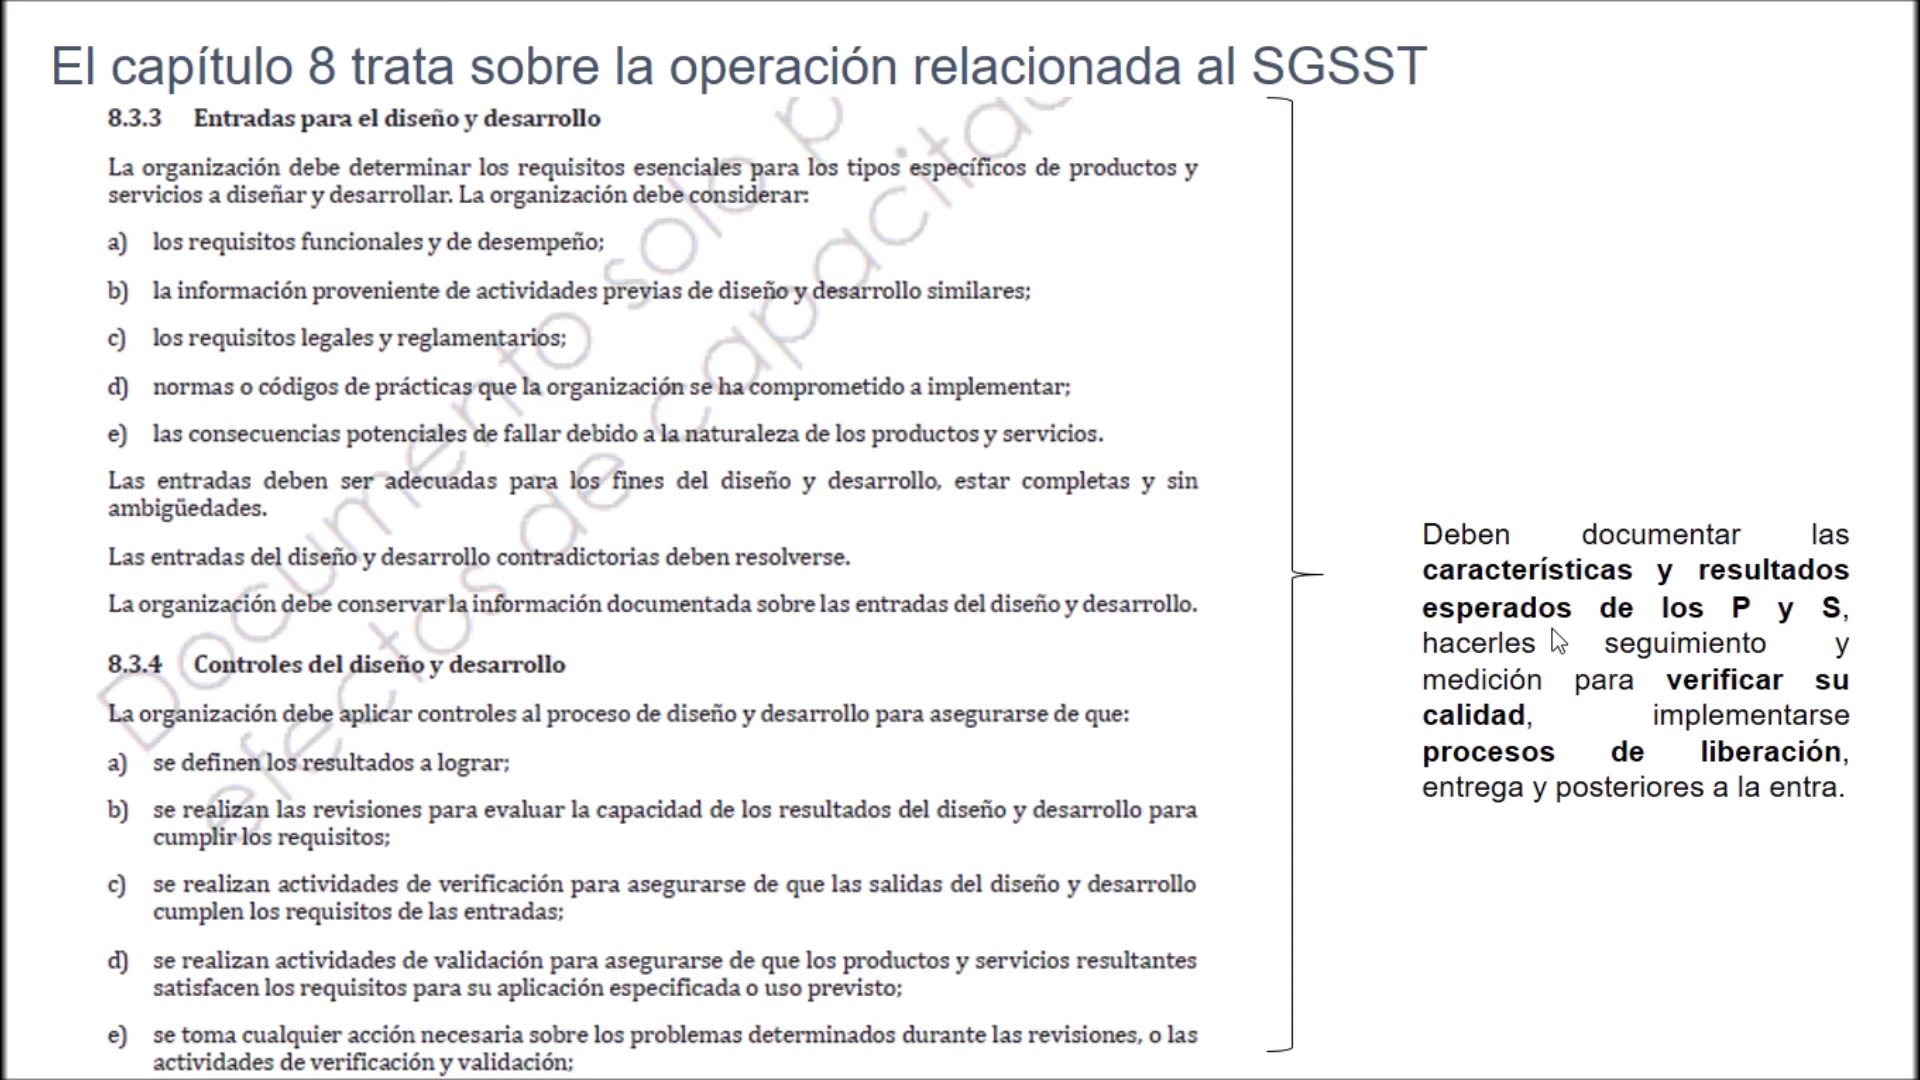 El capítulo 8 trata sobre la operación relacionada al SGSST
8.3.3 Entradas para el diseño y desarrollo
La organización debe determinar los requisitos esenciales para los tipos específicos de productos y
servicios a diseñar y desarrollar. La organización debe considerar:
a) los requisitos funcionales y de desempeño;
b) la información proveniente de actividades previas de diseño y desarrollo similares;
c) los requisitos legales y reglamentarios;
d) normas o códigos de prácticas que la organización se ha comprometido a implementar;
e) las consecuencias potenciales de fallar debido a la naturaleza de los productos y servicios.
Las entradas deben ser adecuadas para los fines del diseño y desarrollo, estar completas y sin
ambigüedades.
Las entradas del diseño y desarrollo contradictorias deben resolverse.
La organización debe conservar la información documentada sobre las entradas del diseño y desarrollo.
8.3.4 Controles del diseño y desarrollo
La organización debe aplicar controles al proceso de diseño y desarrollo para asegurarse de que:
a) se definen los resultados a lograr;
b) se realizan las revisiones para evaluar la capacidad de los resultados del diseño y desarrollo para
cumplir los requisitos;
c) se realizan actividades de verificación para asegurarse de que las salidas del diseño y desarrollo
cumplen los requisitos de las entradas;
d) se realizan actividades de validación para asegurarse de que los productos y servicios resultantes
satisfacen los requisitos para su aplicación especificada o uso previsto;
e) se toma cualquier acción necesaria sobre los problemas determinados durante las revisiones, o las
actividades de verificación y validación;
Documento solo p
efectos de capacitac
Deben documentar las
características y resultados
esperados de los P y S,
hacerles seguimiento y
medición para verificar su
calidad, implementarse
procesos de liberación,
entrega y posteriores a la entra.